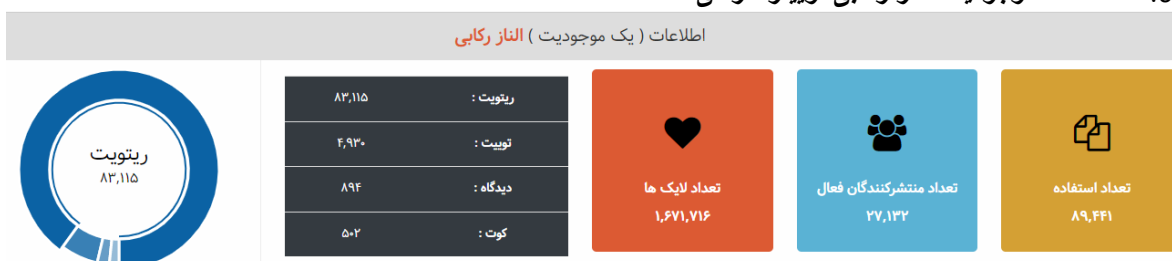 اطلاعات ( یک موجودیت ) الناز رکابی
تعداد استفاده
۸۹,۴۴۱
تعداد منتشرکنندگان فعال
۲۷,۱۳۲
تعداد لایک ها
۱,۶۷۱,۷۱۶
ریتویت : ۸۳,۱۱۵
توییت : ۴,۹۳۰
دیدگاه : ۸۹۴
کوت : ۵۰۲
ریتویت
۸۳,۱۱۵